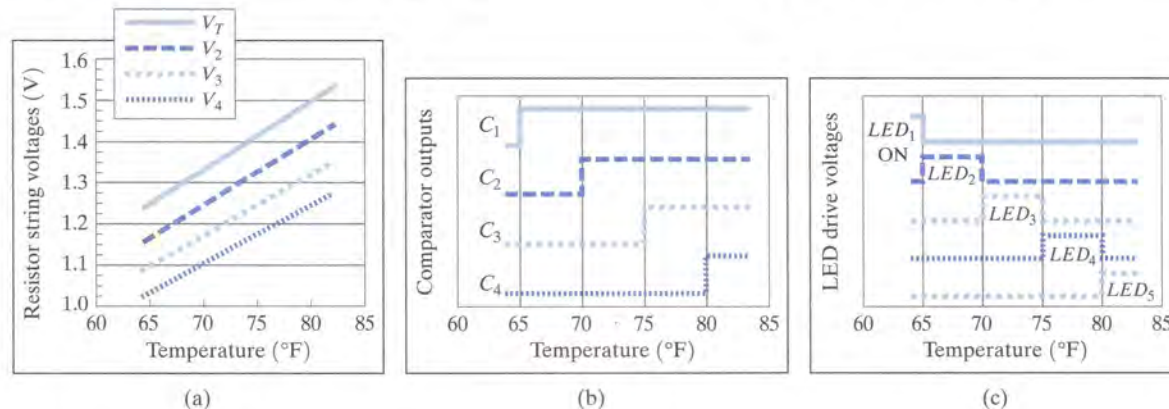 V_T
V_2
V_3
V_4
Resistor string voltages (V)
1.6
1.5
1.4
1.3
1.2
1.1
1.0
60 65 70 75 80 85
Temperature (°F)
(a)
Comparator outputs
C_1
C_2
C_3
C_4
60 65 70 75 80 85
Temperature (°F)
(b)
LED drive voltages
LED_1
ON
LED_2
LED_3
LED_4
LED_5
60 65 70 75 80 85
Temperature (°F)
(c)